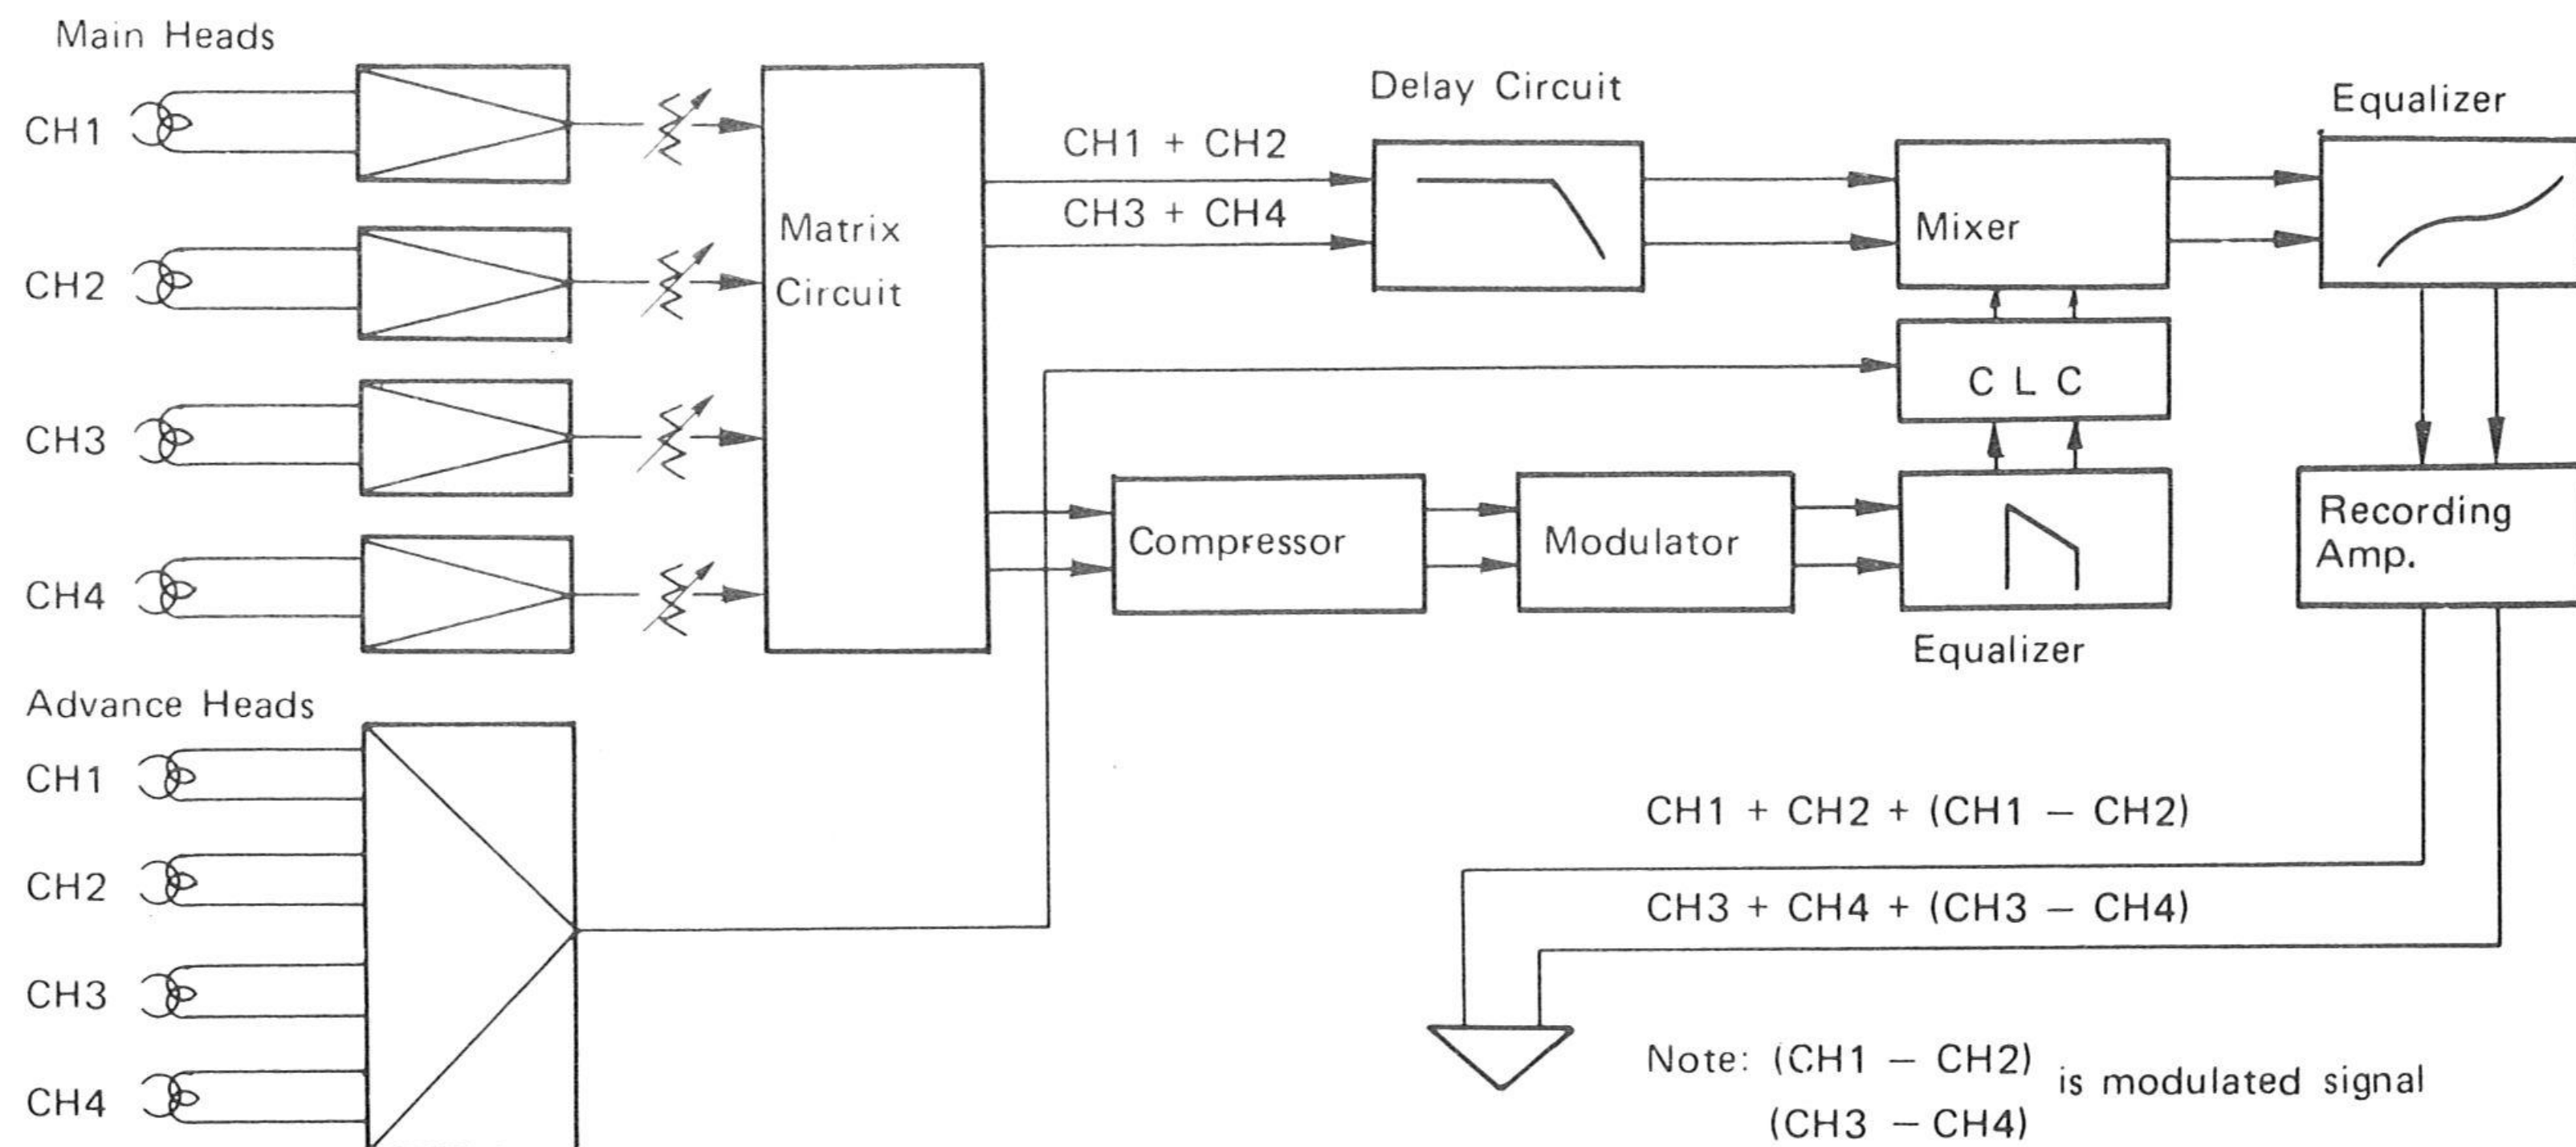 Main Heads
CH1
CH2
CH3
CH4
Matrix
Circuit
CH1 + CH2
CH3 + CH4
Delay Circuit
Mixer
Equalizer
C L C
Compressor
Modulator
Equalizer
Recording
Amp.
Advance Heads
CH1
CH2
CH3
CH4
CH1 + CH2 + (CH1 − CH2)
CH3 + CH4 + (CH3 − CH4)
Note: (CH1 − CH2)
is modulated signal
(CH3 − CH4)